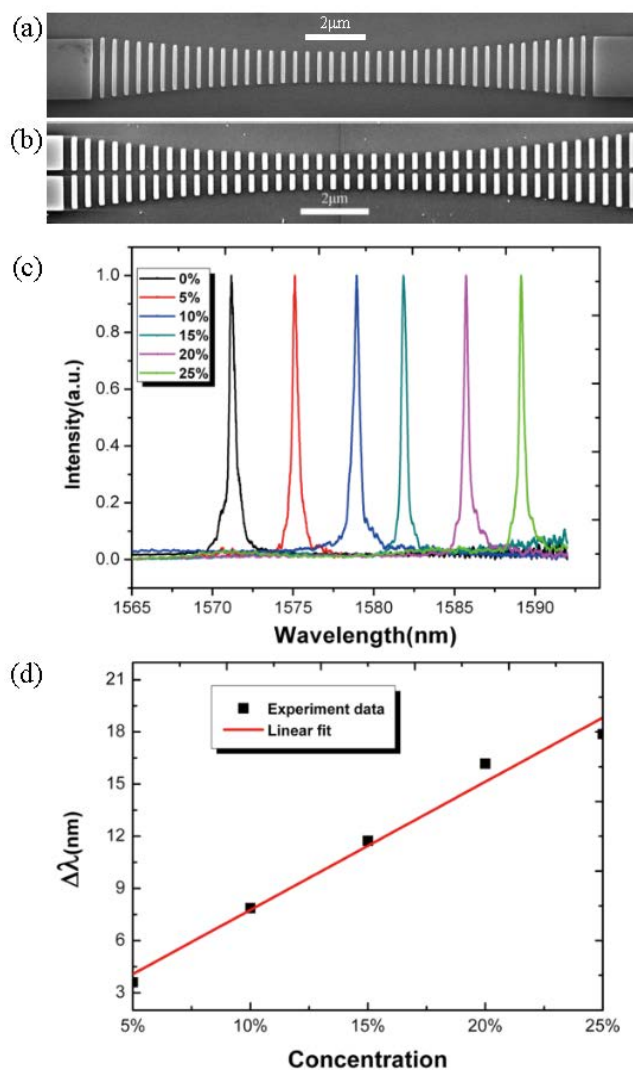 (a)
2μm
(b)
2μm
(c)
Intensity(a.u.)
1.0
0.8
0.6
0.4
0.2
0.0
0%
5%
10%
15%
20%
25%
1565 1570 1575 1580 1585 1590
Wavelength(nm)
(d)
Δλ(nm)
21
18
15
12
9
6
3
Experiment data
Linear fit
5% 10% 15% 20% 25%
Concentration